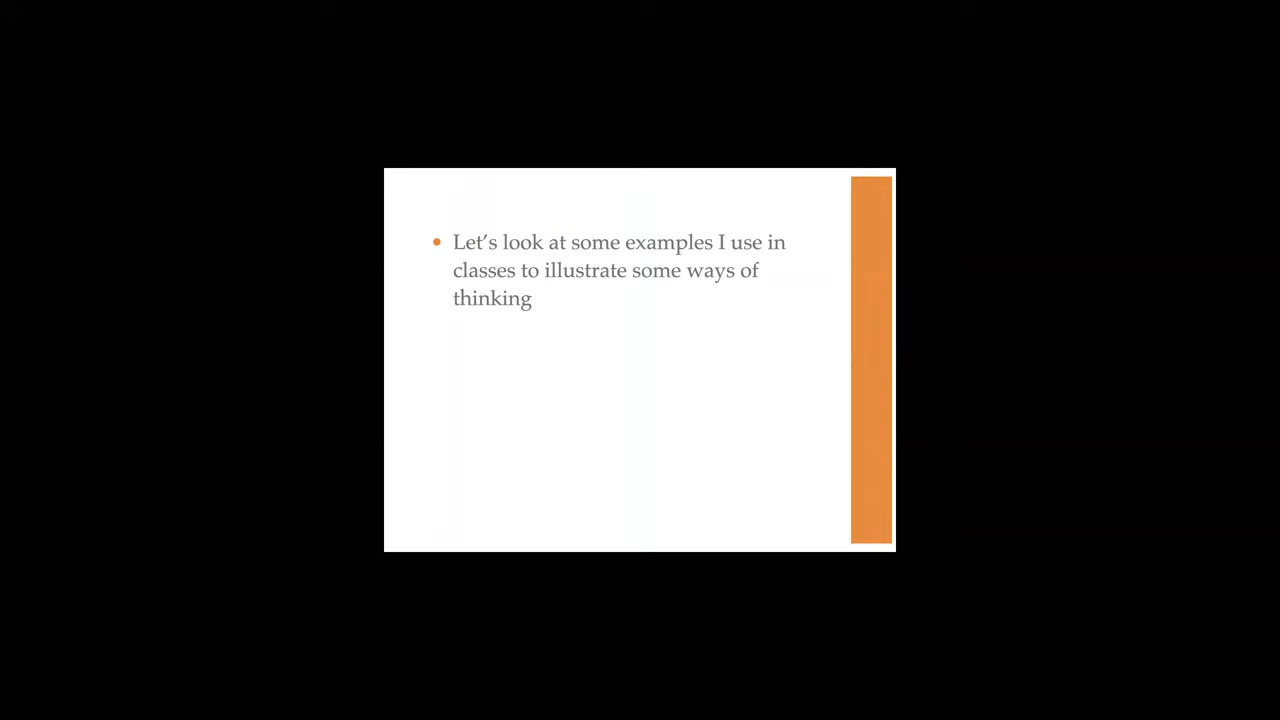 Let’s look at some examples I use in
classes to illustrate some ways of
thinking